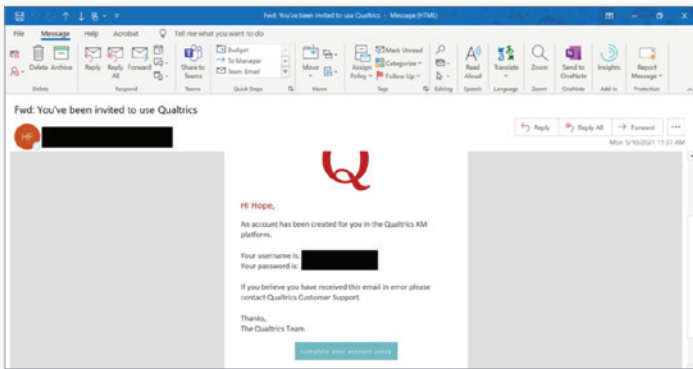 Fwd: You've been invited to use Qualtrics - Message (HTML)
File Message Help Acrobat Tell me what you want to do
Budget
To Manager
Team Email
Mark Unread
Categorize
Follow Up
Delete Archive
Reply Reply All Forward
Share to Teams
Move
Assign Policy
Read Aloud
Translate
Zoom
Send to OneNote
Insights
Report Message
Delete Respond Teams Quick Steps Move Tags Editing Speech Language Zoom OneNote Add-in Protection
Fwd: You've been invited to use Qualtrics
Reply Reply All Forward
HF
Mon 5/10/2021 11:37 AM
Q
Hi Hope,
An account has been created for you in the Qualtrics XM
platform.
Your username is:
Your password is:
If you believe you have received this email in error please
contact Qualtrics Customer Support.
Thanks,
The Qualtrics Team
Complete your account setup